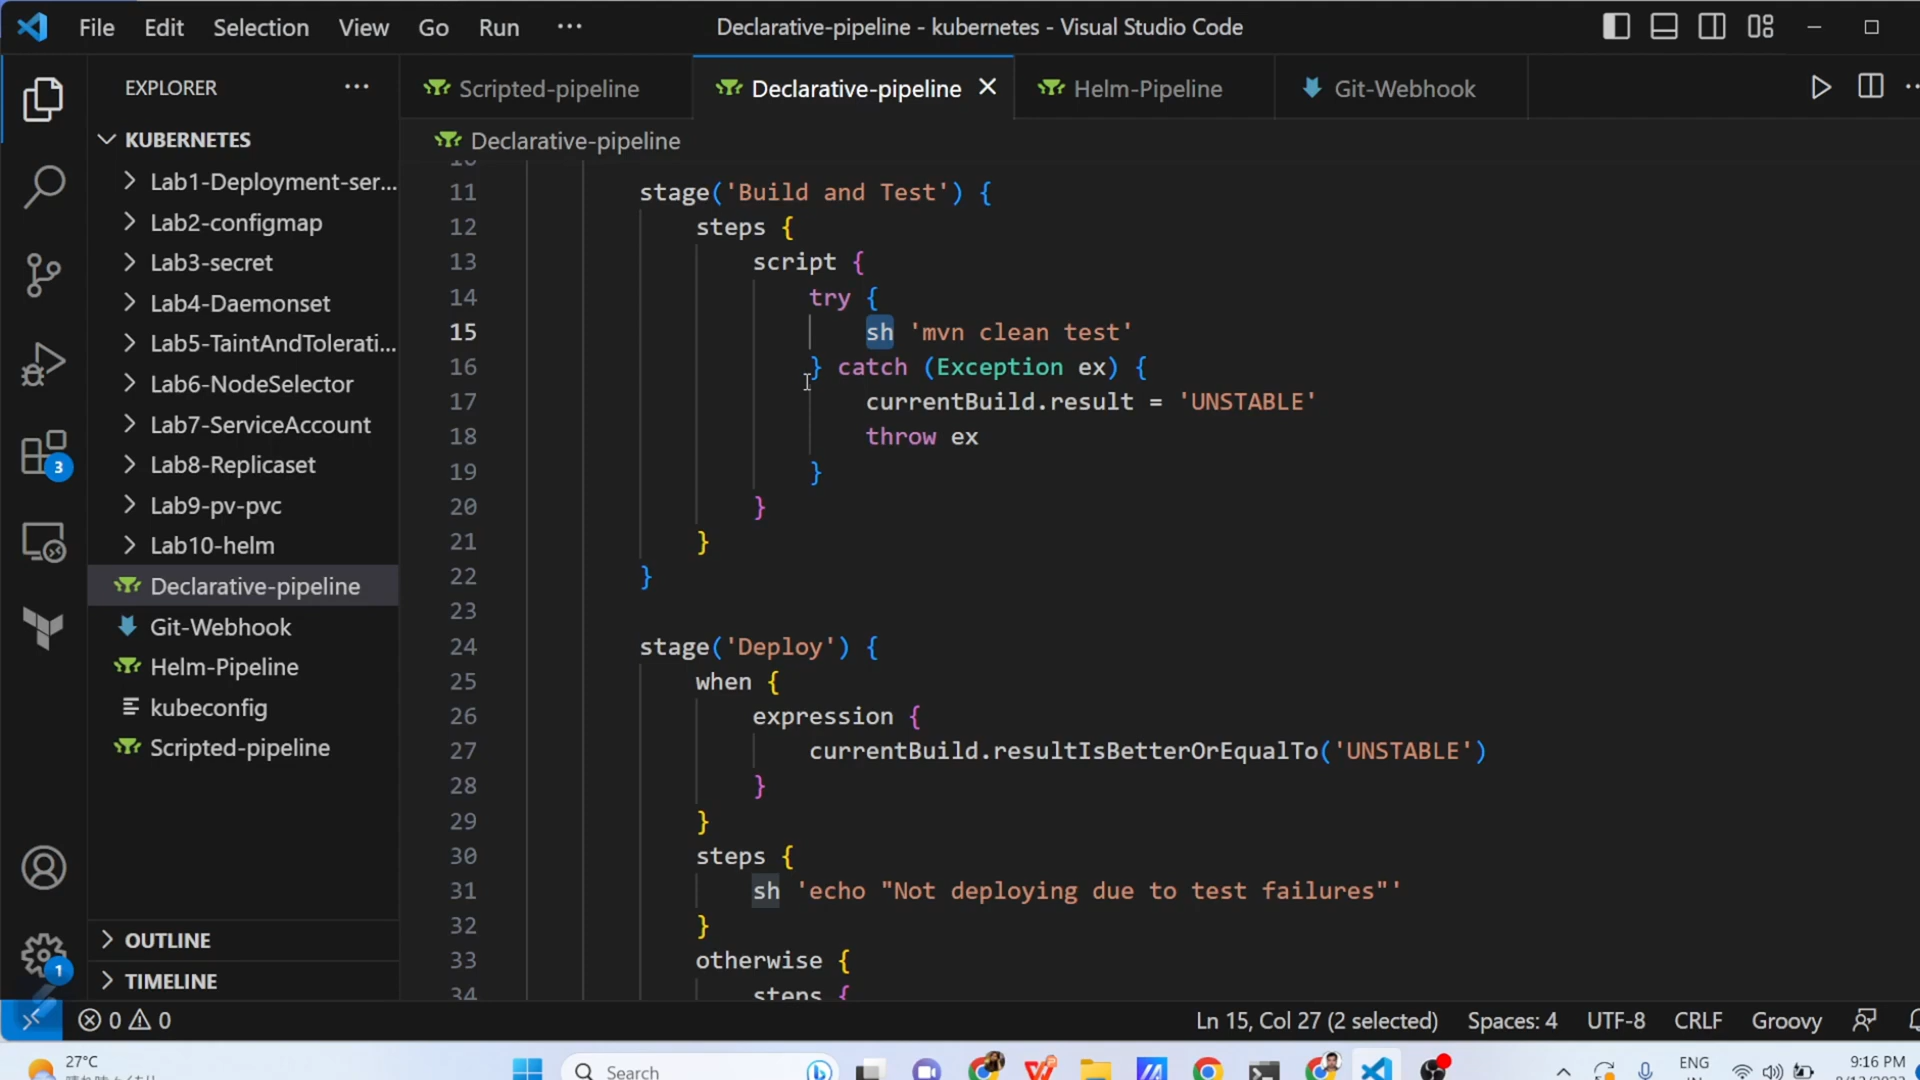 File Edit Selection View Go Run ···
Declarative-pipeline - kubernetes - Visual Studio Code
EXPLORER ···
KUBERNETES
Lab1-Deployment-ser...
Lab2-configmap
Lab3-secret
Lab4-Daemonset
Lab5-TaintAndTolerati...
Lab6-NodeSelector
Lab7-ServiceAccount
Lab8-Replicaset
Lab9-pv-pvc
Lab10-helm
Declarative-pipeline
Git-Webhook
Helm-Pipeline
kubeconfig
Scripted-pipeline
OUTLINE
TIMELINE
3
1
Scripted-pipeline Declarative-pipeline Helm-Pipeline Git-Webhook
Declarative-pipeline
10
11 stage('Build and Test') {
12 steps {
13 script {
14 try {
15 sh 'mvn clean test'
16 } catch (Exception ex) {
17 currentBuild.result = 'UNSTABLE'
18 throw ex
19 }
20 }
21 }
22 }
23
24 stage('Deploy') {
25 when {
26 expression {
27 currentBuild.resultIsBetterOrEqualTo('UNSTABLE')
28 }
29 }
30 steps {
31 sh 'echo "Not deploying due to test failures"'
32 }
33 otherwise {
34 steps {
0 0 Ln 15, Col 27 (2 selected) Spaces: 4 UTF-8 CRLF Groovy
27°C
Search
ENG
9:16 PM